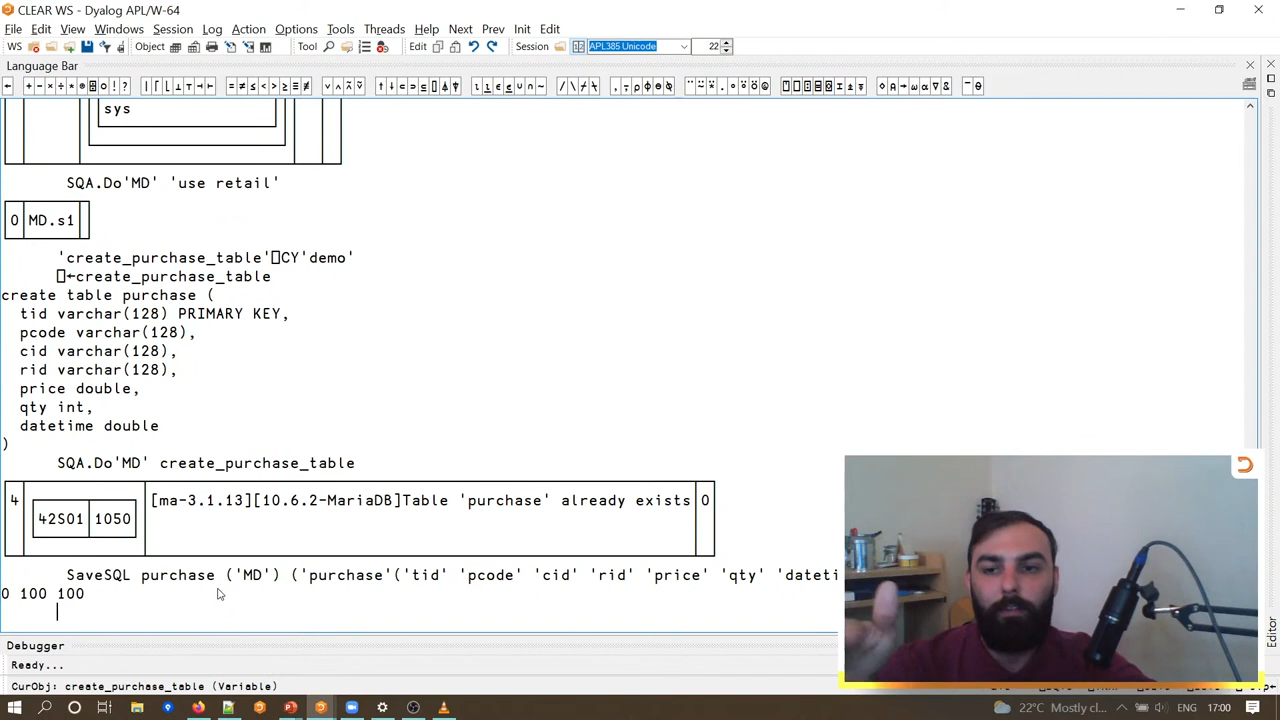 CLEAR WS - Dyalog APL/W-64
File Edit View Windows Session Log Action Options Tools Threads Help Next Prev Init Edit
WS Object Tool Edit Session APL385 Unicode 22
Language Bar
sys
SQA.Do'MD' 'use retail'
0 MD.s1
'create_purchase_table'⎕CY'demo'
⎕←create_purchase_table
create table purchase (
tid varchar(128) PRIMARY KEY,
pcode varchar(128),
cid varchar(128),
rid varchar(128),
price double,
qty int,
datetime double
)
SQA.Do'MD' create_purchase_table
4 42S01 1050 [ma-3.1.13][10.6.2-MariaDB]Table 'purchase' already exists 0
SaveSQL purchase ('MD') ('purchase'('tid' 'pcode' 'cid' 'rid' 'price' 'qty' 'dateti
0 100 100
Debugger
Ready...
CurObj: create_purchase_table (Variable)
Editor
22°C Mostly cl... ENG 17:00